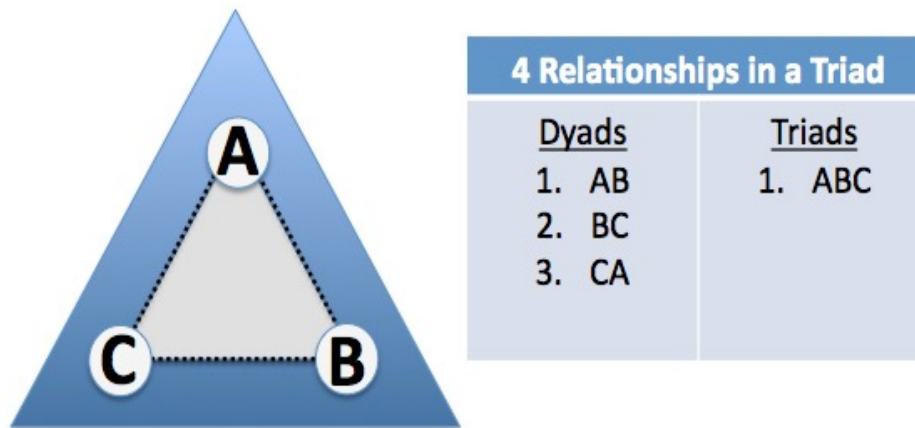 A
C
B
4 Relationships in a Triad
Dyads
1. AB
2. BC
3. CA
Triads
1. ABC